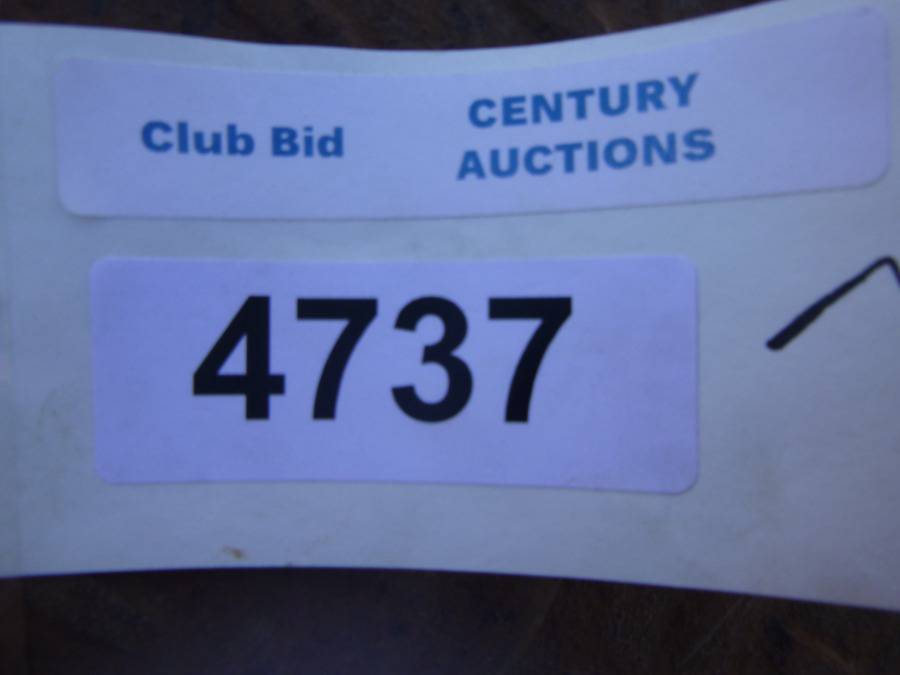 Club Bid
CENTURY
AUCTIONS
4737